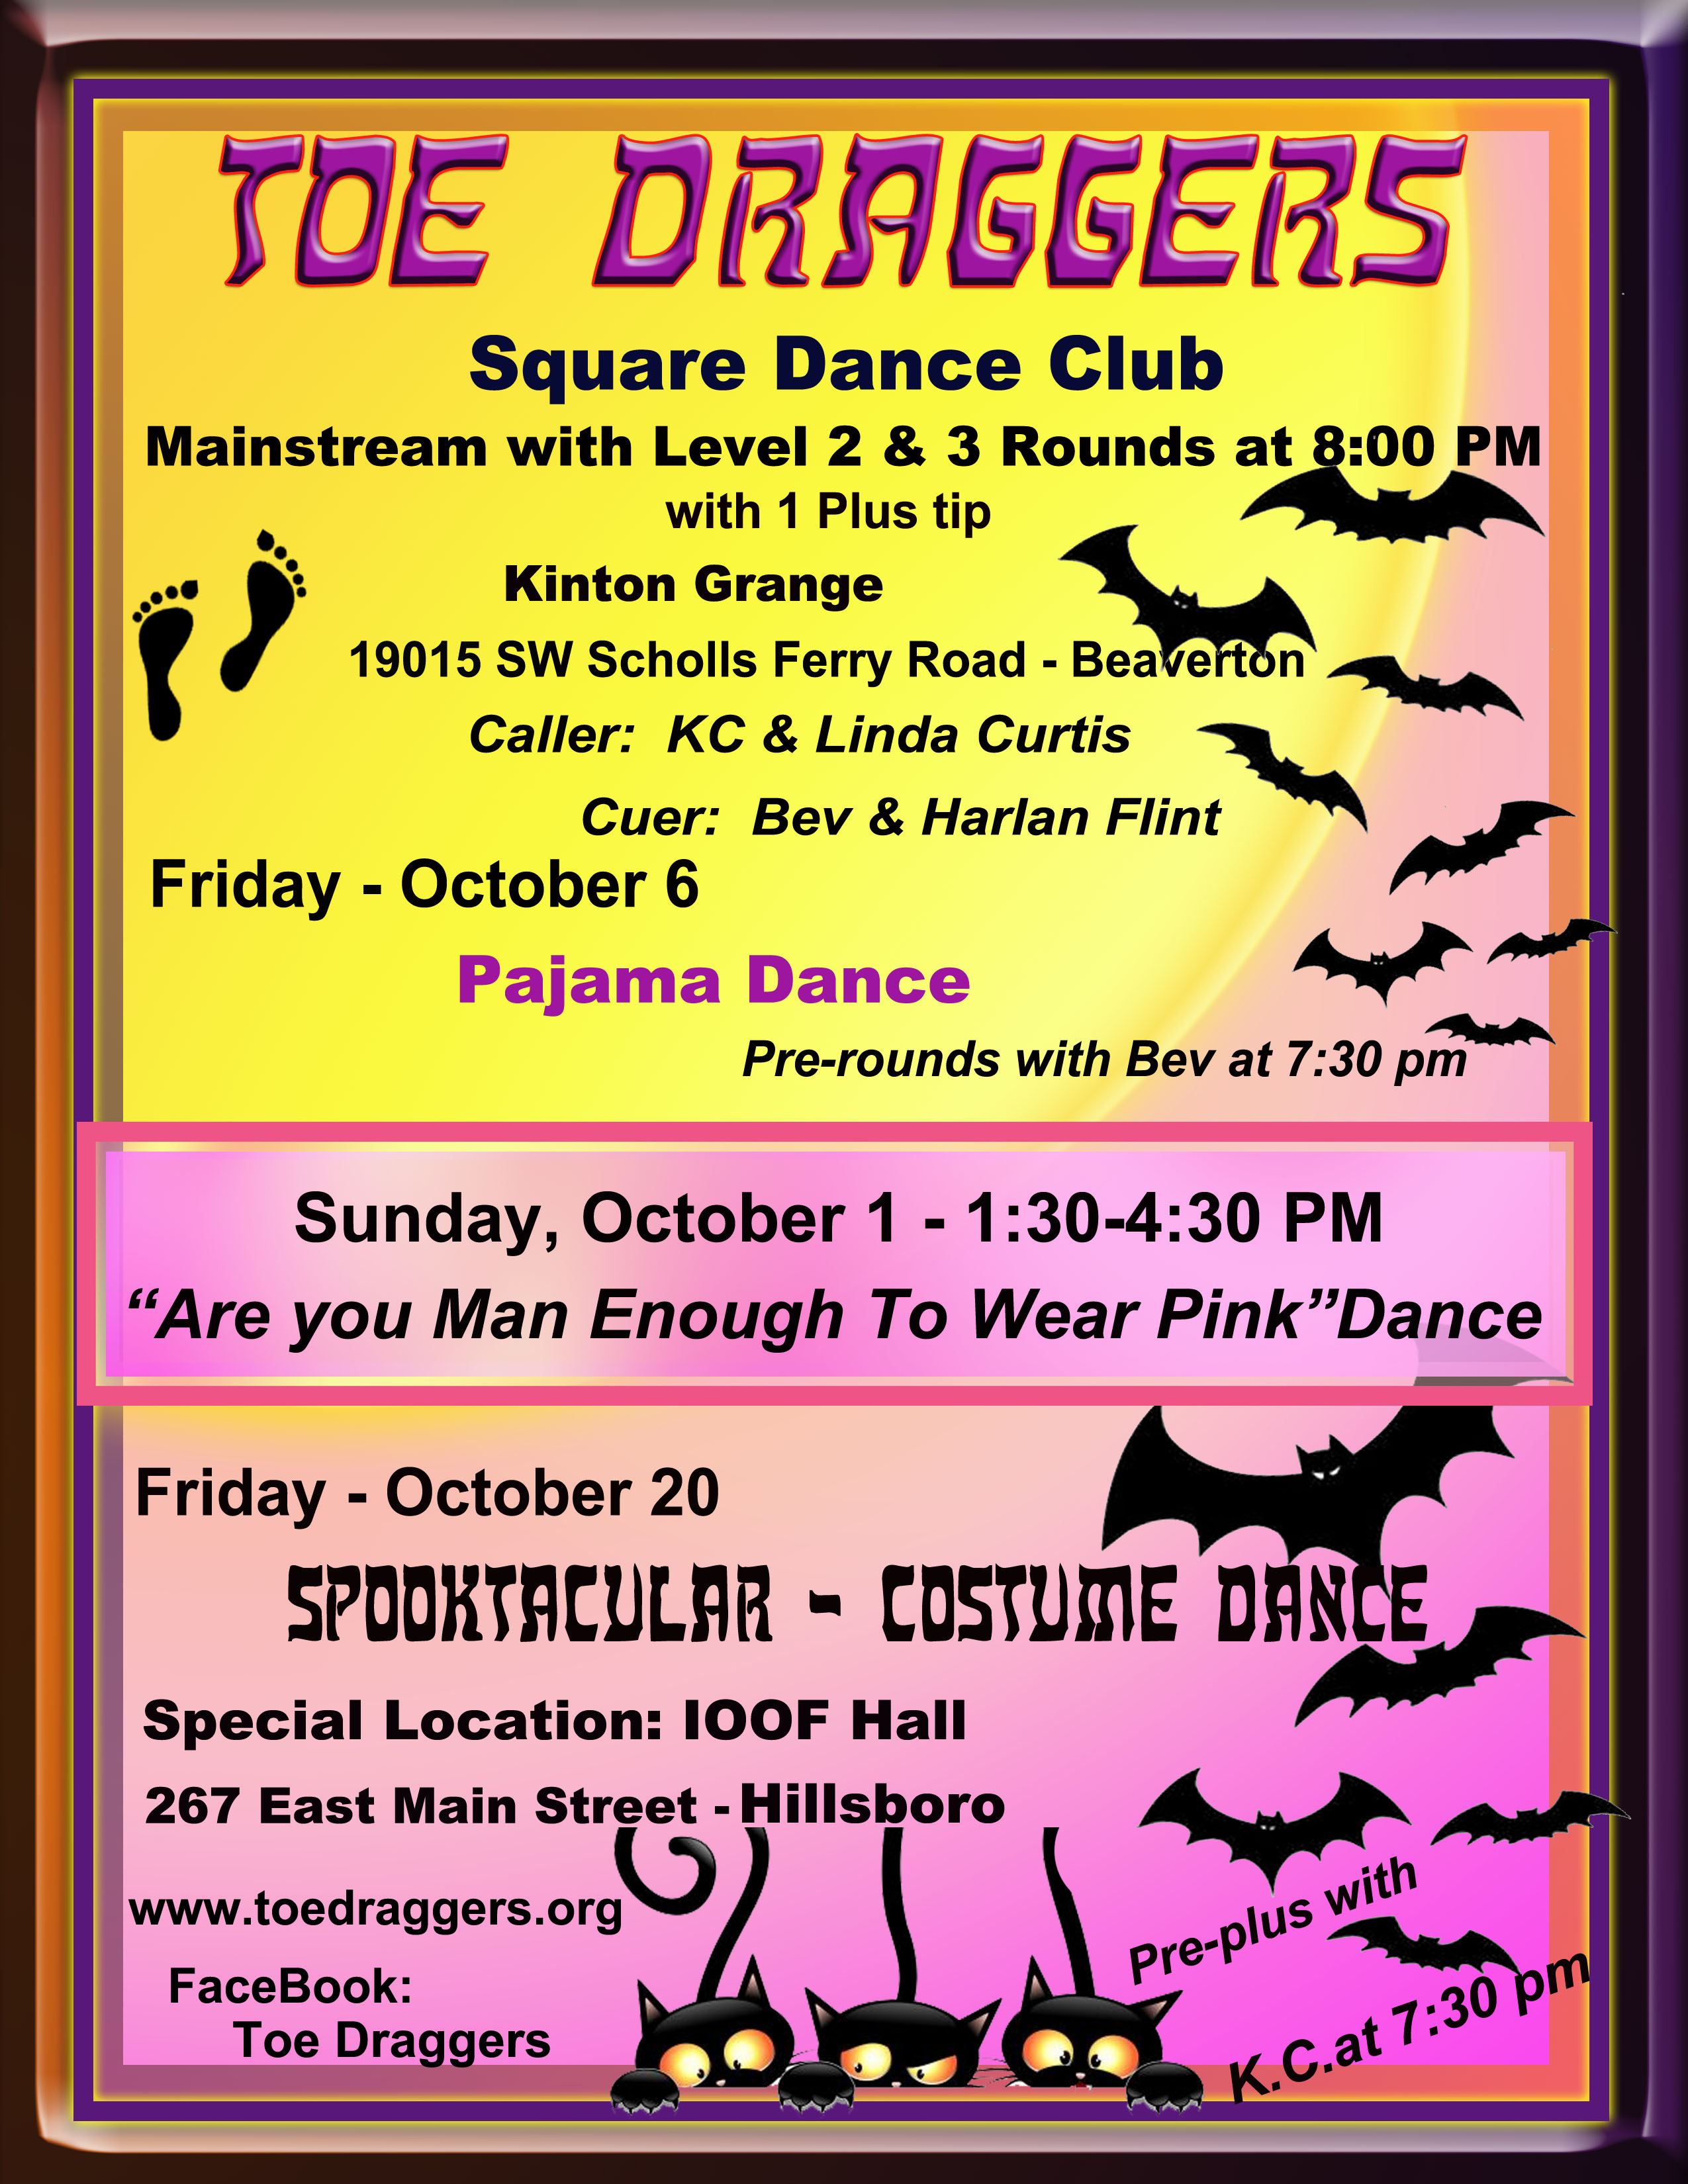 TOE DRAGGERS
Square Dance Club
Mainstream with Level 2 & 3 Rounds at 8:00 PM
with 1 Plus tip
Kinton Grange
19015 SW Scholls Ferry Road - Beaverton
Caller: KC & Linda Curtis
Cuer: Bev & Harlan Flint
Friday - October 6
Pajama Dance
Pre-rounds with Bev at 7:30 pm
Sunday, October 1 - 1:30-4:30 PM
“Are you Man Enough To Wear Pink”Dance
Friday - October 20
SPOOKTACULAR - COSTUME DANCE
Special Location: IOOF Hall
267 East Main Street - Hillsboro
www.toedraggers.org
FaceBook:
Toe Draggers
Pre-plus with
K.C.at 7:30 pm